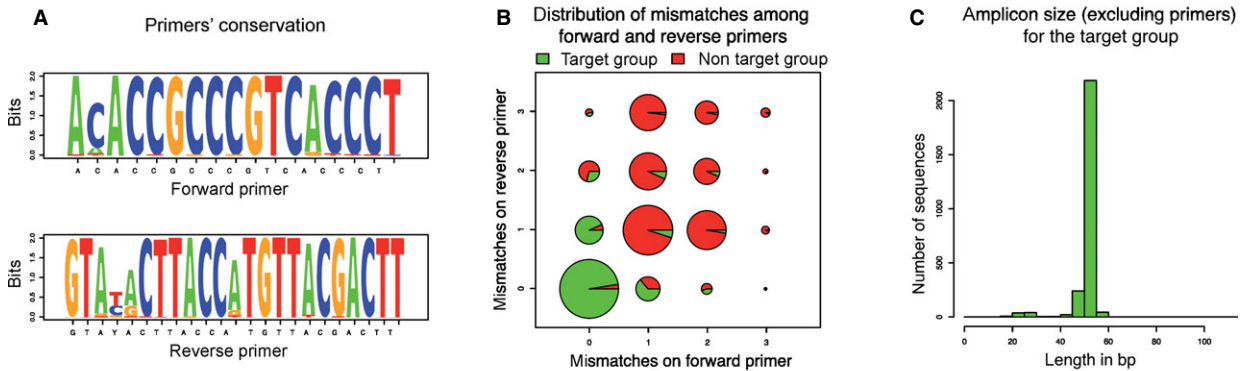 A
Primers' conservation
Bits
2.0
1.5
1.0
0.5
0.0
ACACCGCCCGTCACCCT
A C A C C G C C C G T C A C C C T
Forward primer
Bits
2.0
1.5
1.0
0.5
0.0
G T A Y A C T T A C C A T G T T A C G A C T T
Reverse primer
B
Distribution of mismatches among
forward and reverse primers
Target group
Non target group
Mismatches on reverse primer
3
2
1
0
0 1 2 3
Mismatches on forward primer
C
Amplicon size (excluding primers)
for the target group
Number of sequences
2000
1500
1000
500
0
0 20 40 60 80 100
Length in bp